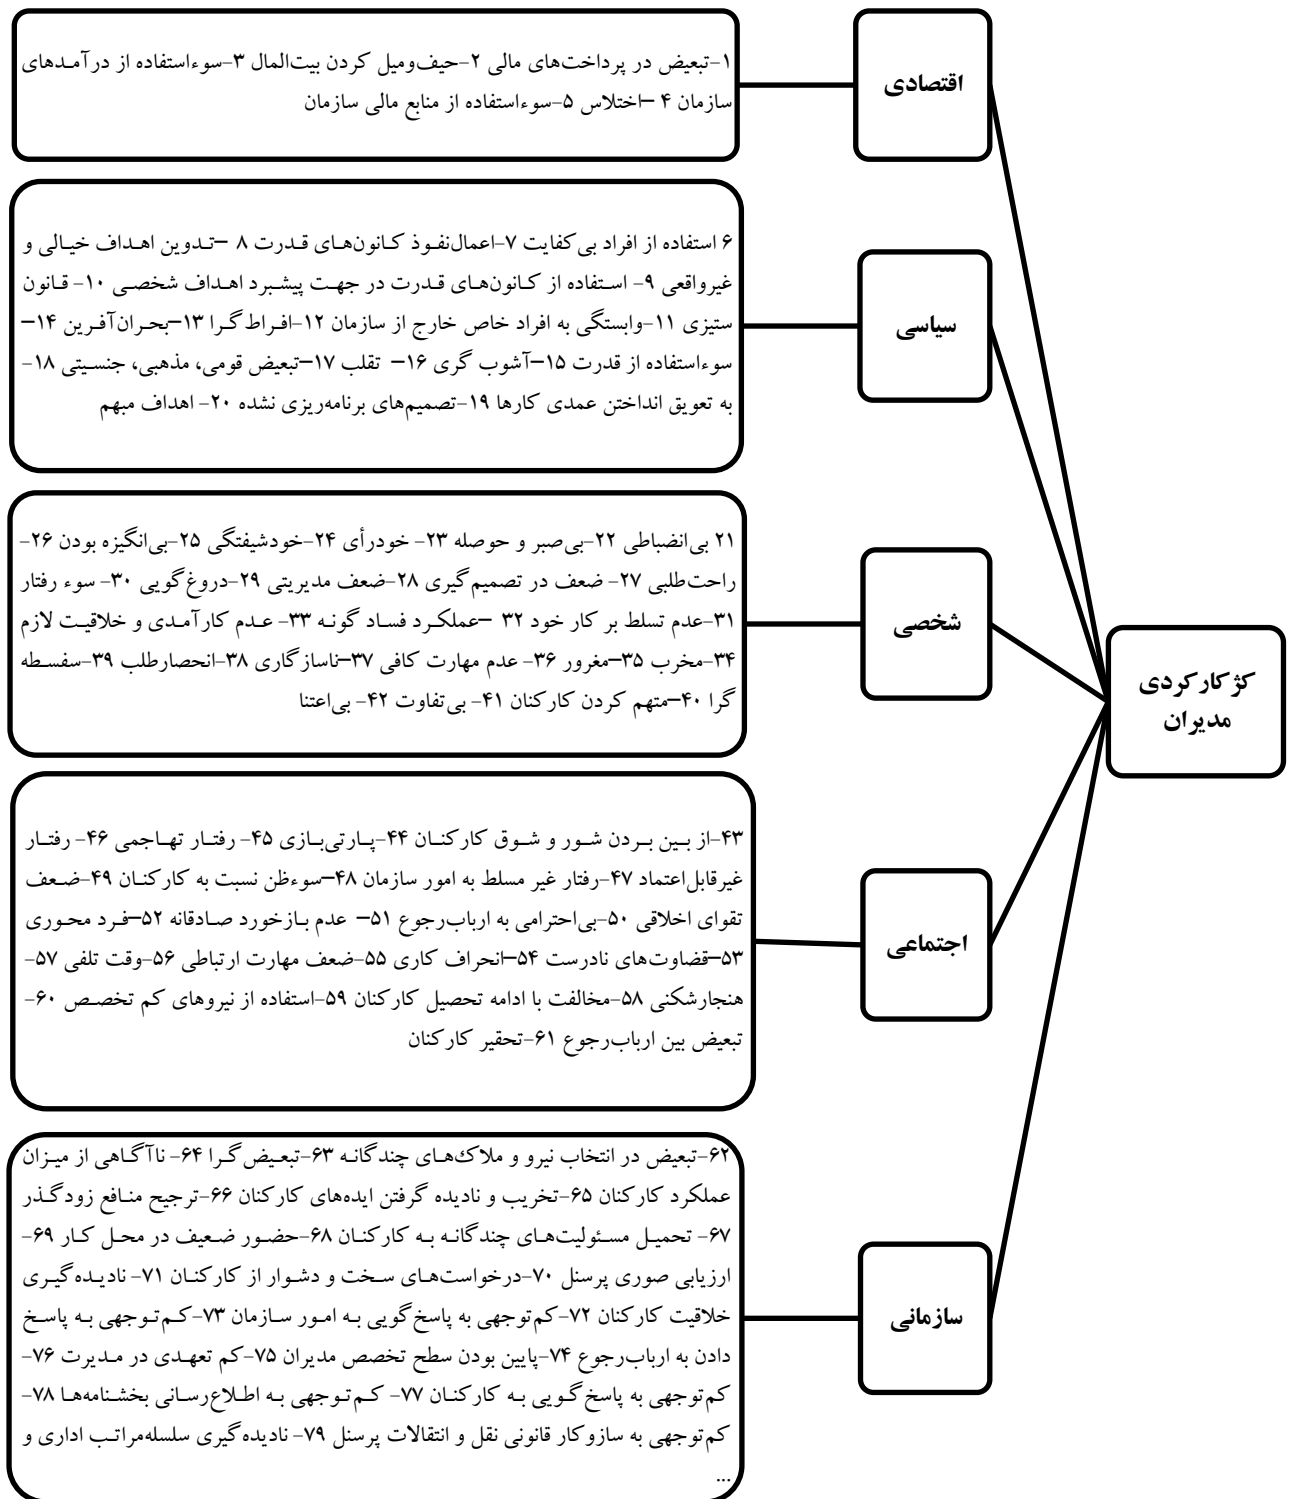 کژکارکردی
مدیران
اقتصادی
۱-تبعیض در پرداخت‌های مالی ۲-حیف‌ومیل کردن بیت‌المال ۳-سوءاستفاده از درآمدهای
سازمان ۴ –اختلاس ۵-سوءاستفاده از منابع مالی سازمان
سیاسی
۶ استفاده از افراد بی‌کفایت ۷-اعمال‌نفوذ کانون‌های قدرت ۸ –تدوین اهداف خیالی و
غیرواقعی ۹- استفاده از کانون‌های قدرت در جهت پیشبرد اهداف شخصی ۱۰- قانون
ستیزی ۱۱-وابستگی به افراد خاص خارج از سازمان ۱۲-افراط‌گرا ۱۳–بحران‌آفرین ۱۴–
سوءاستفاده از قدرت ۱۵–آشوب گری ۱۶– تقلب ۱۷–تبعیض قومی، مذهبی، جنسیتی ۱۸-
به تعویق انداختن عمدی کارها ۱۹-تصمیم‌های برنامه‌ریزی نشده ۲۰- اهداف مبهم
شخصی
۲۱ بی‌انضباطی ۲۲-بی‌صبر و حوصله ۲۳- خودرأی ۲۴-خودشیفتگی ۲۵-بی‌انگیزه بودن ۲۶-
راحت‌طلبی ۲۷- ضعف در تصمیم‌گیری ۲۸-ضعف مدیریتی ۲۹-دروغ‌گویی ۳۰- سوء رفتار
۳۱-عدم تسلط بر کار خود ۳۲ –عملکرد فساد گونه ۳۳- عدم کارآمدی و خلاقیت لازم
۳۴-مخرب ۳۵–مغرور ۳۶- عدم مهارت کافی ۳۷–ناسازگاری ۳۸-انحصارطلب ۳۹-سفسطه
گرا ۴۰–متهم کردن کارکنان ۴۱- بی‌تفاوت ۴۲- بی‌اعتنا
اجتماعی
۴۳-از بین بردن شور و شوق کارکنان ۴۴-پارتی‌بازی ۴۵- رفتار تهاجمی ۴۶- رفتار
غیرقابل‌اعتماد ۴۷-رفتار غیر مسلط به امور سازمان ۴۸–سوءظن نسبت به کارکنان ۴۹-ضعف
تقوای اخلاقی ۵۰-بی‌احترامی به ارباب‌رجوع ۵۱– عدم بازخورد صادقانه ۵۲–فرد محوری
۵۳–قضاوت‌های نادرست ۵۴–انحراف کاری ۵۵-ضعف مهارت ارتباطی ۵۶-وقت تلفی ۵۷-
هنجارشکنی ۵۸-مخالفت با ادامه تحصیل کارکنان ۵۹-استفاده از نیروهای کم تخصص ۶۰-
تبعیض بین ارباب‌رجوع ۶۱-تحقیر کارکنان
سازمانی
۶۲-تبعیض در انتخاب نیرو و ملاک‌های چندگانه ۶۳-تبعیض‌گرا ۶۴- ناآگاهی از میزان
عملکرد کارکنان ۶۵-تخریب و نادیده گرفتن ایده‌های کارکنان ۶۶-ترجیح منافع زودگذر
۶۷- تحمیل مسئولیت‌های چندگانه به کارکنان ۶۸-حضور ضعیف در محل کار ۶۹-
ارزیابی صوری پرسنل ۷۰-درخواست‌های سخت و دشوار از کارکنان ۷۱- نادیده‌گیری
خلاقیت کارکنان ۷۲-کم‌توجهی به پاسخ‌گویی به امور سازمان ۷۳-کم‌توجهی به پاسخ
دادن به ارباب‌رجوع ۷۴-پایین بودن سطح تخصص مدیران ۷۵-کم تعهدی در مدیرت ۷۶-
کم‌توجهی به پاسخ‌گویی به کارکنان ۷۷- کم‌توجهی به اطلاع‌رسانی بخشنامه‌ها ۷۸-
کم‌توجهی به سازوکار قانونی نقل و انتقالات پرسنل ۷۹- نادیده‌گیری سلسله‌مراتب اداری و
...